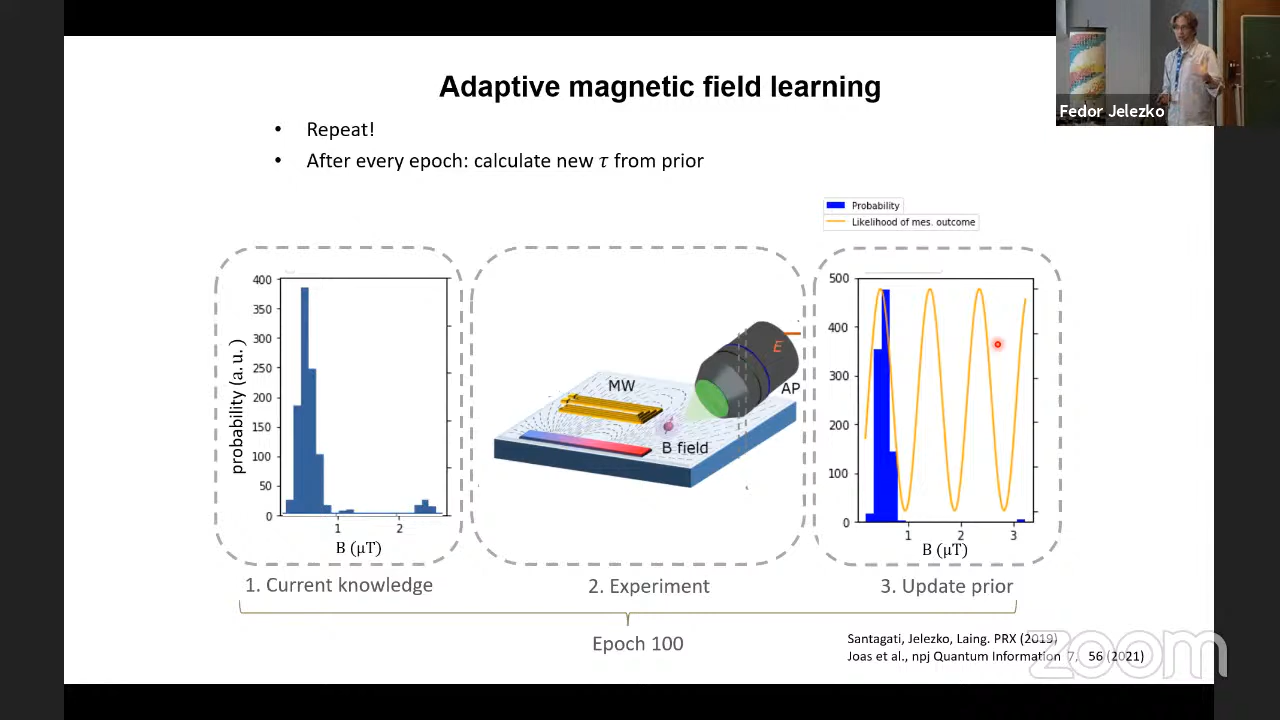 Adaptive magnetic field learning
Fedor Jelezko
• Repeat!
• After every epoch: calculate new τ from prior
Probability
Likelihood of mes. outcome
400
350
300
250
200
150
100
50
0
1 2
probability (a. u.)
B (μT)
MW
E
AP
B field
500
400
300
200
100
0
1 2 3
B (μT)
1. Current knowledge
2. Experiment
3. Update prior
Epoch 100
Santagati, Jelezko, Laing. PRX (2019)
Joas et al., npj Quantum Information 7, 56 (2021)
zoom